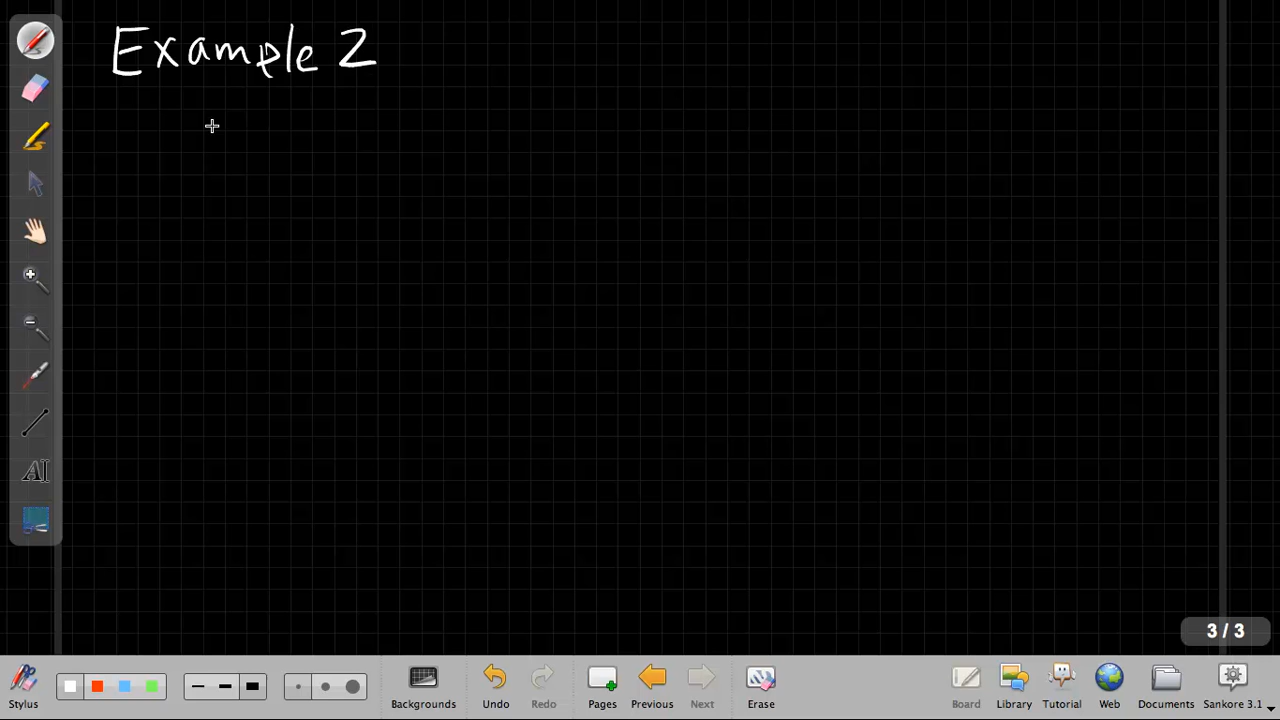 Example 2
AI
3 / 3
Stylus
Backgrounds
Undo
Redo
Pages
Previous
Next
Erase
Board
Library
Tutorial
Web
Documents
Sankore 3.1